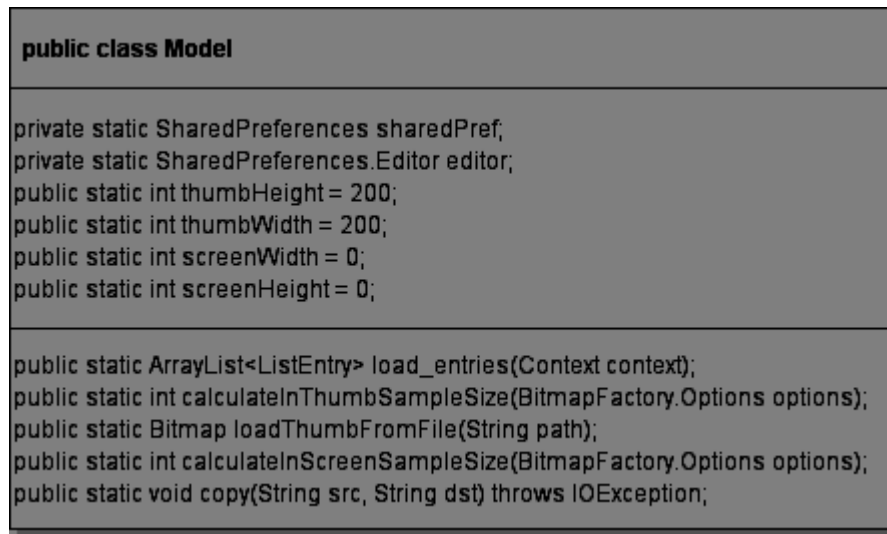 public class Model
private static SharedPreferences sharedPref;
private static SharedPreferences.Editor editor;
public static int thumbHeight = 200;
public static int thumbWidth = 200;
public static int screenWidth = 0;
public static int screenHeight = 0;
public static ArrayList<ListEntry> load_entries(Context context);
public static int calculateInThumbSampleSize(BitmapFactory.Options options);
public static Bitmap loadThumbFromFile(String path);
public static int calculateInScreenSampleSize(BitmapFactory.Options options);
public static void copy(String src, String dst) throws IOException;